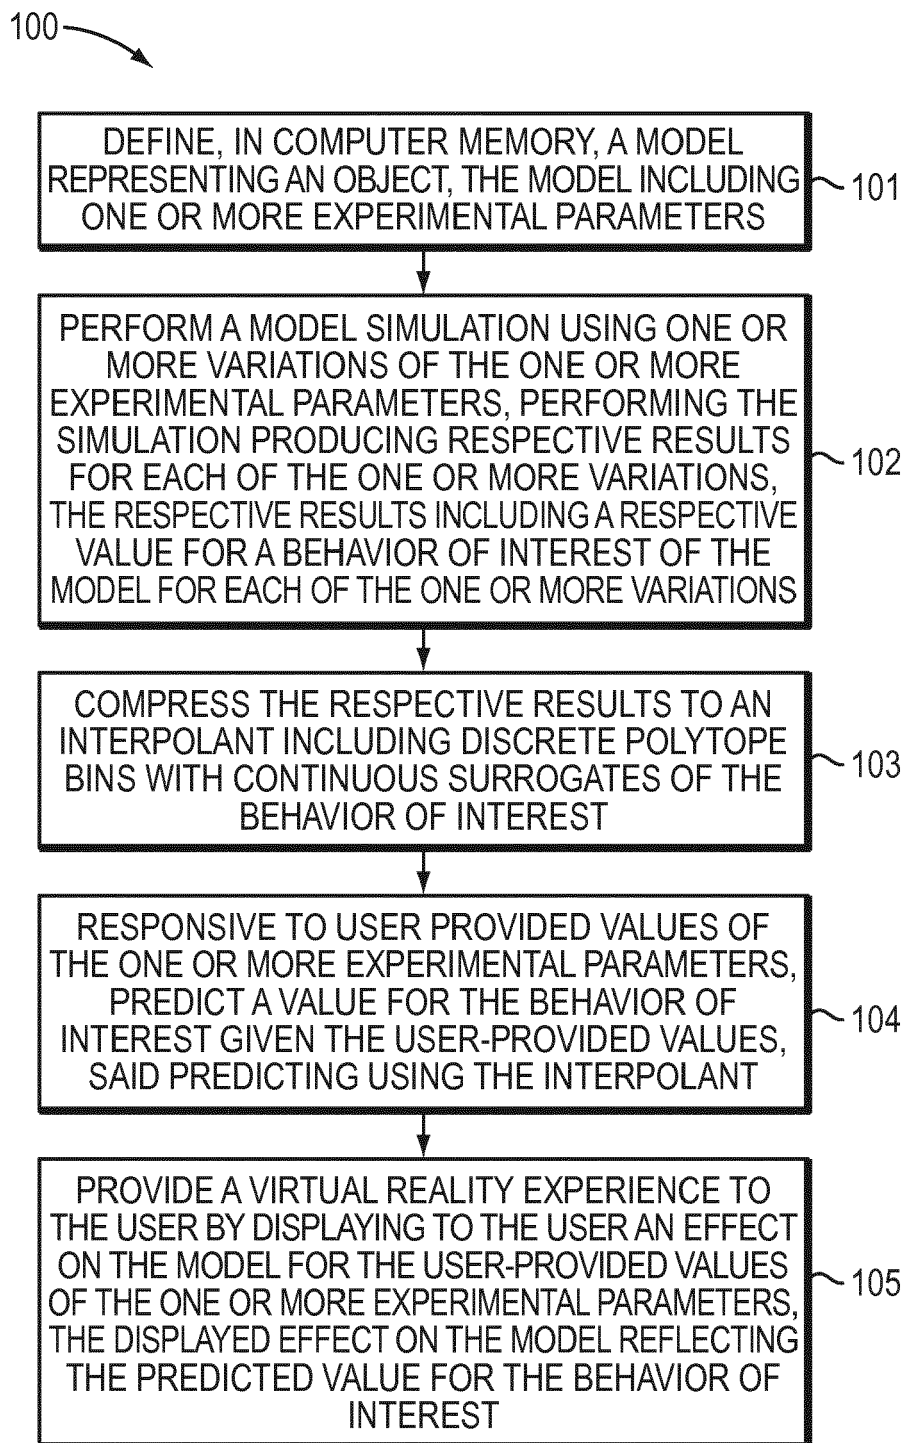 100
DEFINE, IN COMPUTER MEMORY, A MODEL
REPRESENTING AN OBJECT, THE MODEL INCLUDING
ONE OR MORE EXPERIMENTAL PARAMETERS
101
PERFORM A MODEL SIMULATION USING ONE OR
MORE VARIATIONS OF THE ONE OR MORE
EXPERIMENTAL PARAMETERS, PERFORMING THE
SIMULATION PRODUCING RESPECTIVE RESULTS
FOR EACH OF THE ONE OR MORE VARIATIONS,
THE RESPECTIVE RESULTS INCLUDING A RESPECTIVE
VALUE FOR A BEHAVIOR OF INTEREST OF THE
MODEL FOR EACH OF THE ONE OR MORE VARIATIONS
102
COMPRESS THE RESPECTIVE RESULTS TO AN
INTERPOLANT INCLUDING DISCRETE POLYTOPE
BINS WITH CONTINUOUS SURROGATES OF THE
BEHAVIOR OF INTEREST
103
RESPONSIVE TO USER PROVIDED VALUES OF
THE ONE OR MORE EXPERIMENTAL PARAMETERS,
PREDICT A VALUE FOR THE BEHAVIOR OF
INTEREST GIVEN THE USER-PROVIDED VALUES,
SAID PREDICTING USING THE INTERPOLANT
104
PROVIDE A VIRTUAL REALITY EXPERIENCE TO
THE USER BY DISPLAYING TO THE USER AN EFFECT
ON THE MODEL FOR THE USER-PROVIDED VALUES
OF THE ONE OR MORE EXPERIMENTAL PARAMETERS,
THE DISPLAYED EFFECT ON THE MODEL REFLECTING
THE PREDICTED VALUE FOR THE BEHAVIOR OF
INTEREST
105